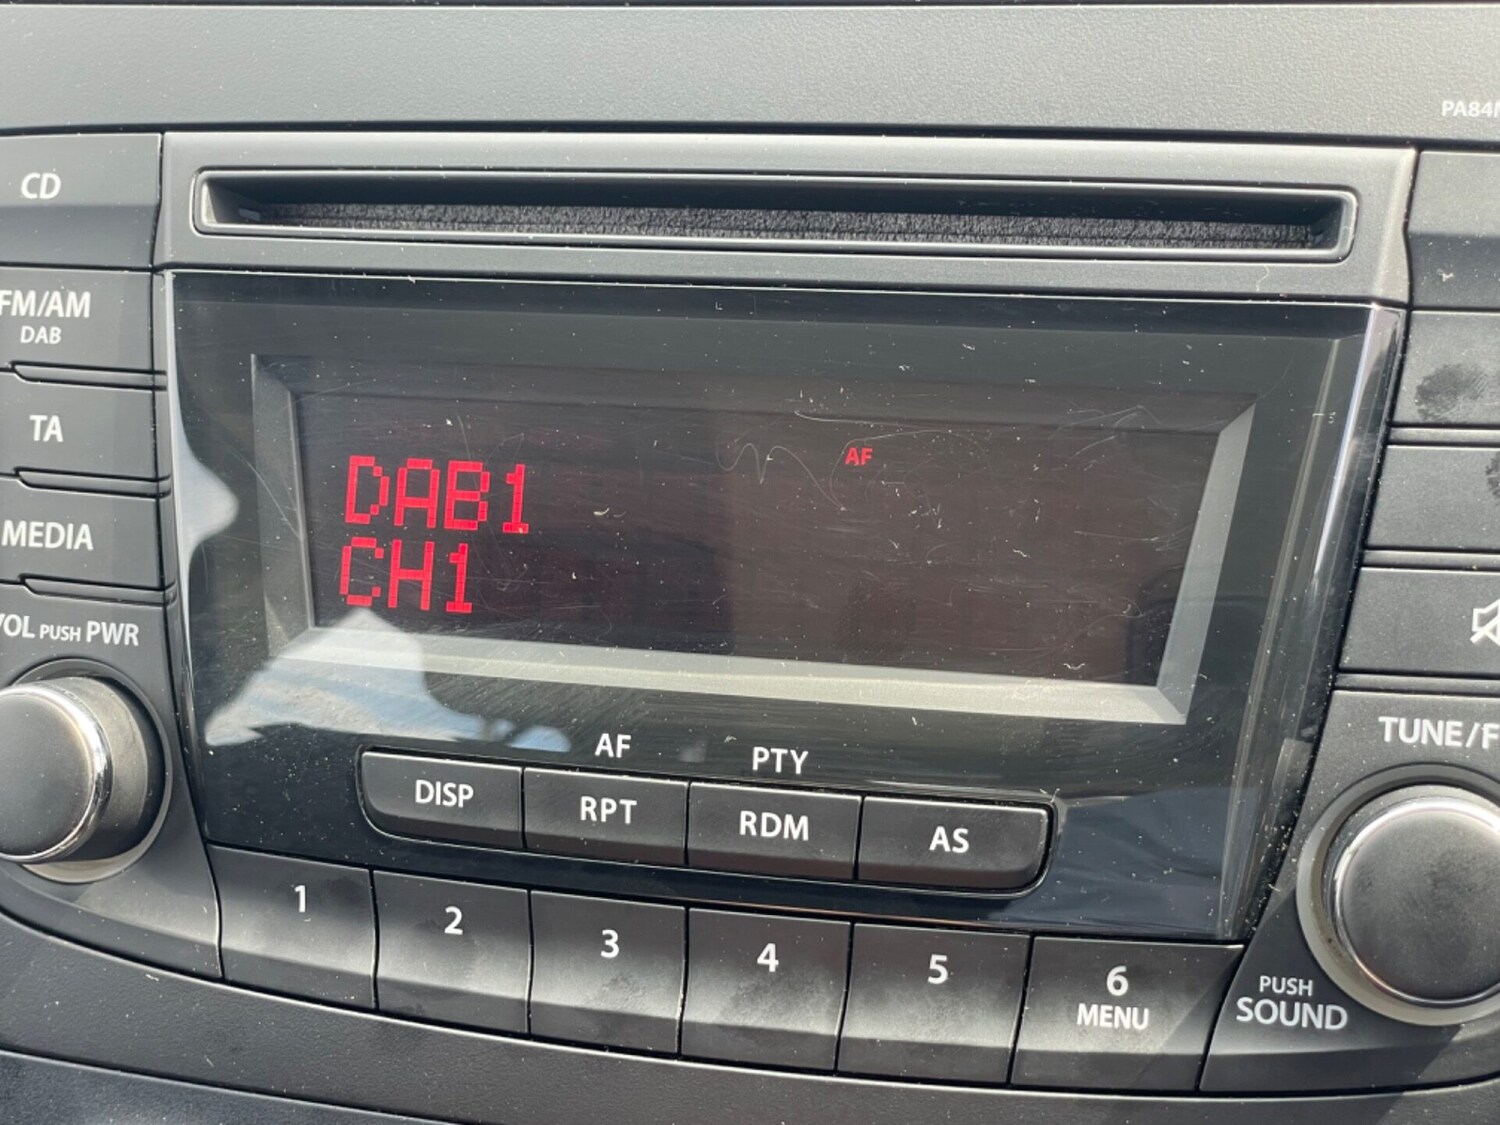 PA84
CD
FM/AM
DAB
TA
MEDIA
VOL PUSH PWR
AF
DAB1
CH1
AF
PTY
DISP
RPT
RDM
AS
1
2
3
4
5
6
MENU
TUNE/F
PUSH
SOUND